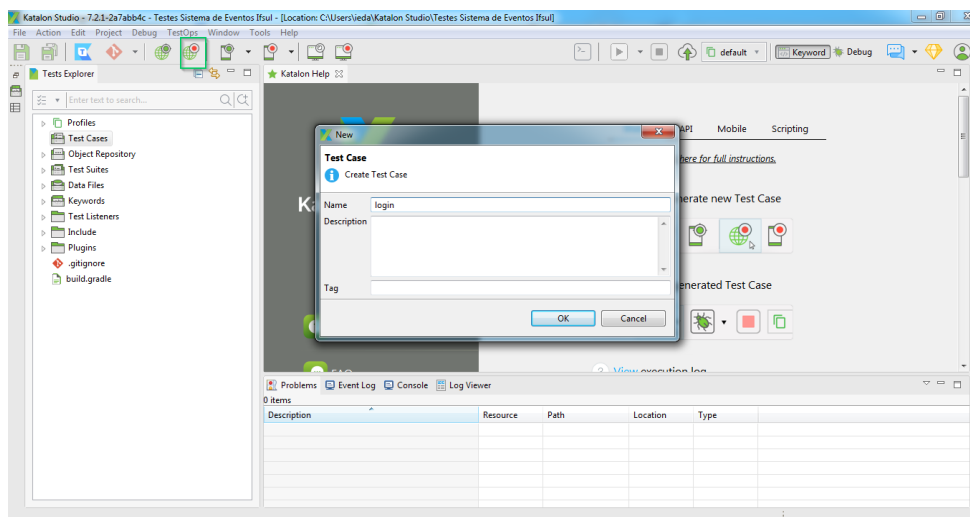 Katalon Studio - 7.2.1-2a7abb4c - Testes Sistema de Eventos Ifsul - [Location: C:\Users\ieda\Katalon Studio\Testes Sistema de Eventos Ifsul]
File Action Edit Project Debug TestOps Window Tools Help
default Keyword Debug
Tests Explorer
Katalon Help
Enter text to search...
Profiles
Test Cases
Object Repository
Test Suites
Data Files
Keywords
Test Listeners
Include
Plugins
.gitignore
build.gradle
API Mobile Scripting
here for full instructions.
New Test Case
Test Case
New
Test Case
Create Test Case
Name login
Description
Tag
OK Cancel
Problems Event Log Console Log Viewer
0 items
Description Resource Path Location Type